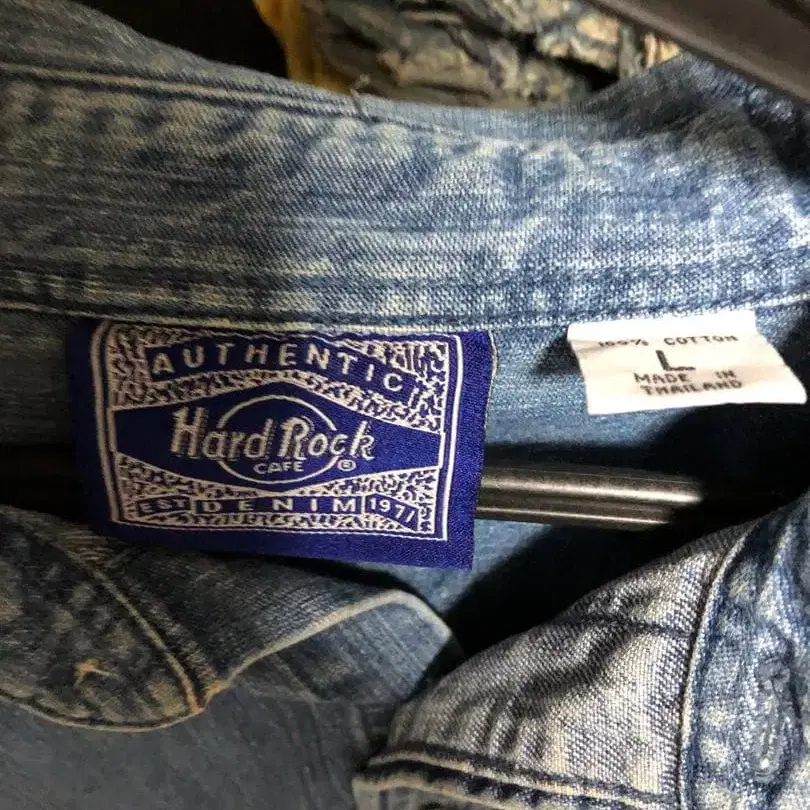 AUTHENTIC
Hard Rock
CAFE ®
EST DENIM 1971
100% COTTON
L
MADE IN
THAILAND